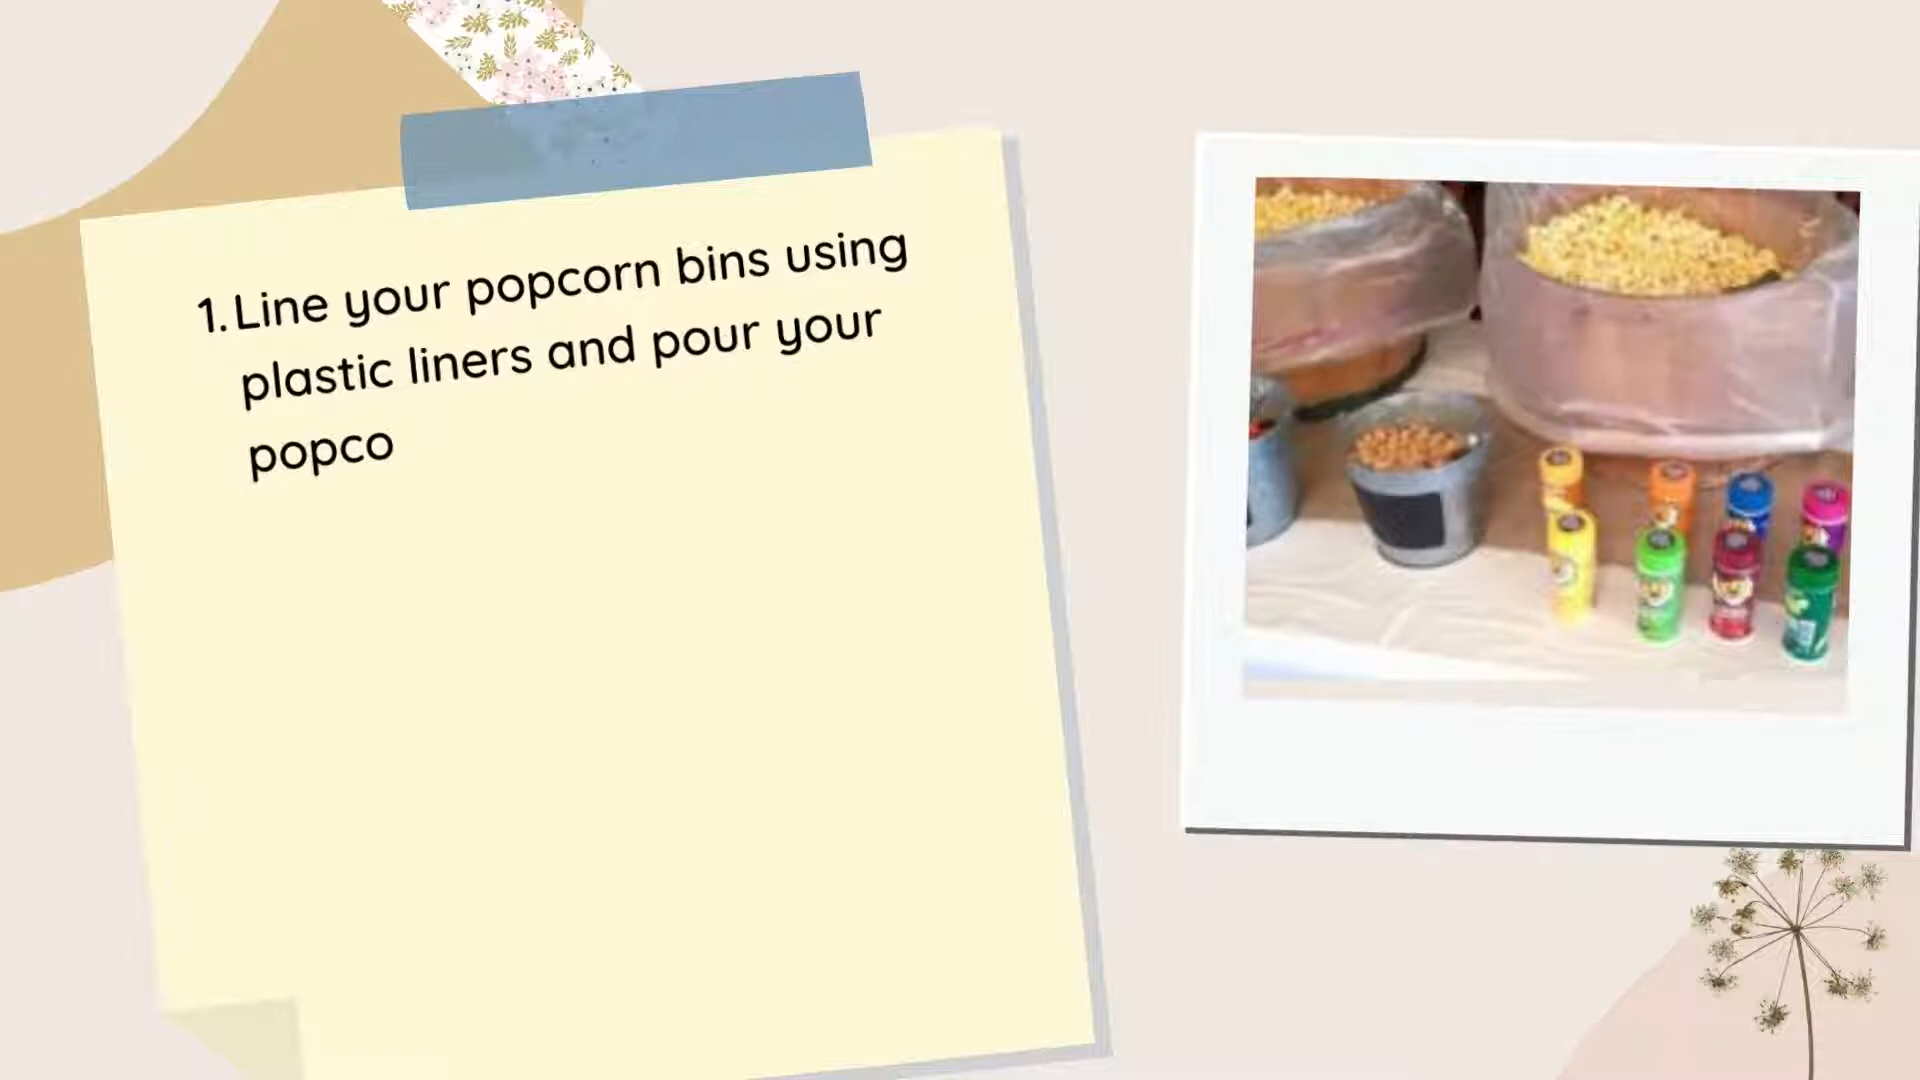 1. Line your popcorn bins using
plastic liners and pour your
popco